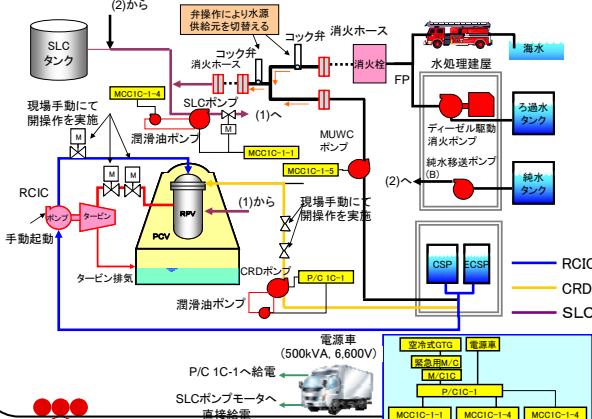 (2)から
弁操作により水源
供給元を切替える
SLC
タンク
コック弁
コック弁
消火ホース
消火ホース
消火栓
FP
海水
水処理建屋
ろ過水
タンク
ディーゼル駆動
消火ポンプ
純水移送ポンプ
(B)
純水
タンク
(2)へ
MCC1C-1-4
SLCポンプ
(1)へ
M
潤滑油ポンプ
MCC1C-1-1
現場手動にて
開操作を実施
M
M
M
MUWC
ポンプ
MCC1C-1-5
RCIC
ポンプ
タービン
手動起動
RPV
PCV
(1)から
現場手動にて
開操作を実施
タービン排気
CRDポンプ
P/C 1C-1
潤滑油ポンプ
CSP
ECSP
RCIC
CRD
SLC
電源車
(500kVA, 6,600V)
P/C 1C-1へ給電
SLCポンプモータへ
直接給電
空冷式GTG
電源車
緊急用M/C
M/C1C
P/C1C-1
MCC1C-1-1
MCC1C-1-4
MCC1C-1-4